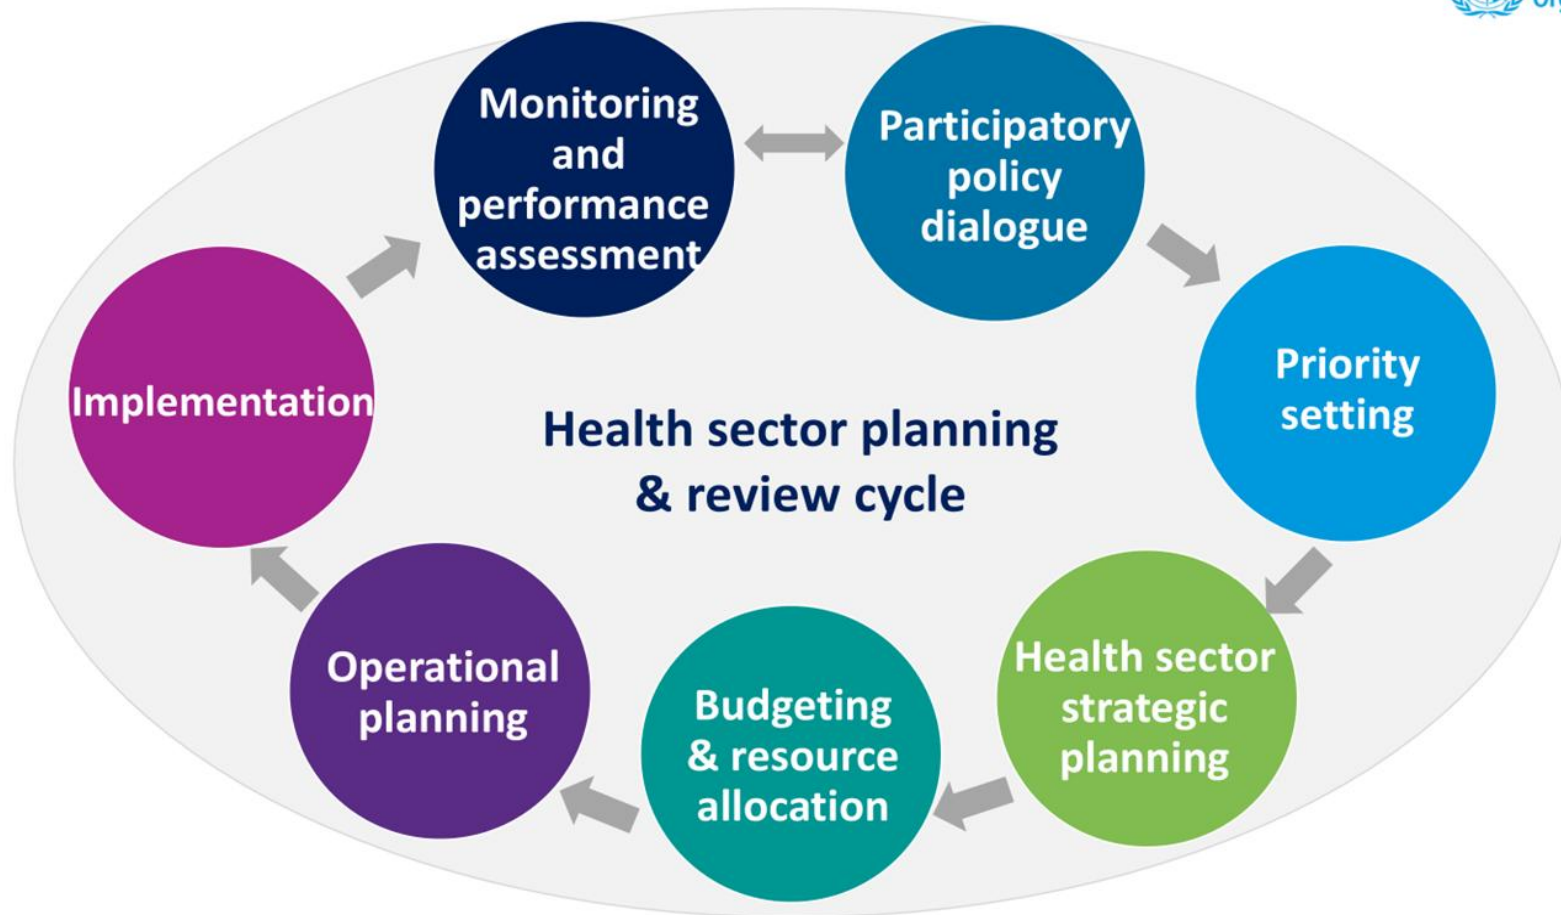 Monitoring
and
performance
assessment
Participatory
policy
dialogue
Priority
setting
Health sector
strategic
planning
Budgeting
& resource
allocation
Operational
planning
Implementation
Health sector planning
& review cycle